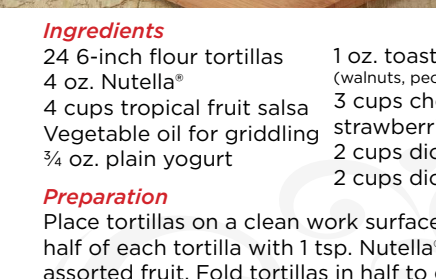 Ingredients
24 6-inch flour tortillas
4 oz. Nutella®
4 cups tropical fruit salsa
Vegetable oil for griddling
¾ oz. plain yogurt
1 oz. toast
(walnuts, pec
3 cups ch
strawberr
2 cups dic
2 cups dic
Preparation
Place tortillas on a clean work surface
half of each tortilla with 1 tsp. Nutella®
assorted fruit. Fold tortillas in half to